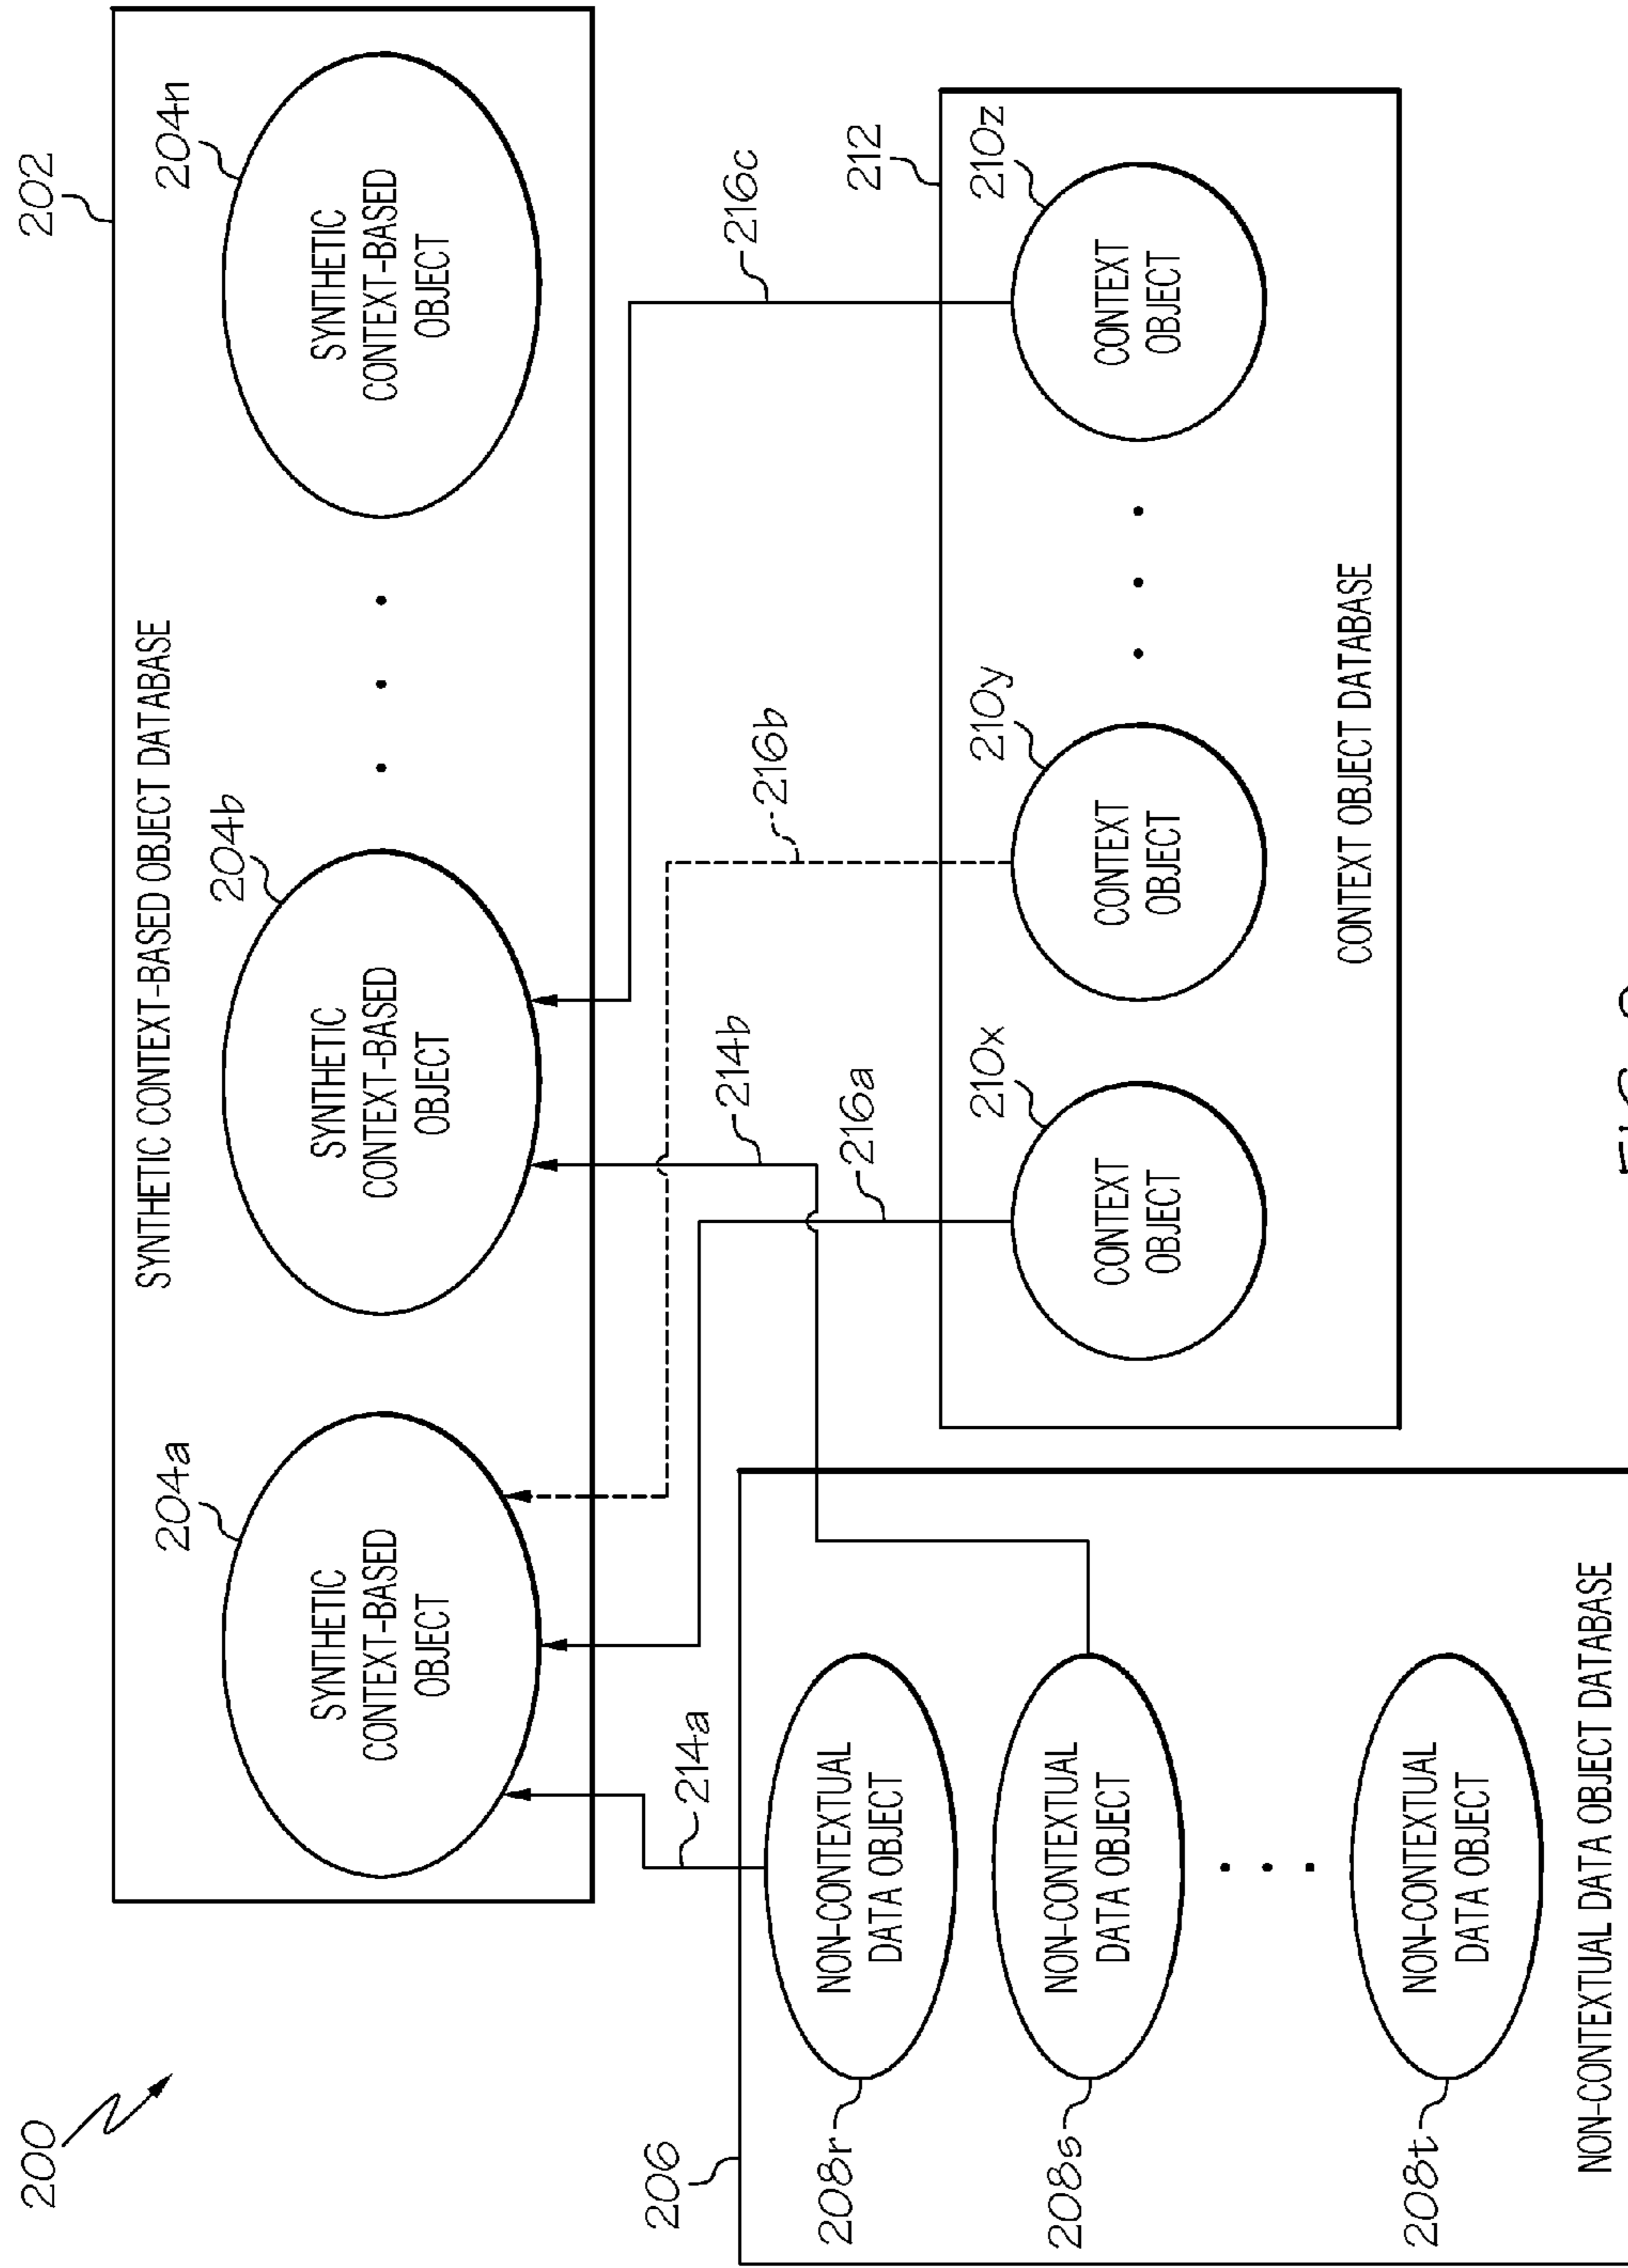 200
202
SYNTHETIC CONTEXT-BASED OBJECT DATABASE
204a
SYNTHETIC
CONTEXT-BASED
OBJECT
204b
SYNTHETIC
CONTEXT-BASED
OBJECT
204n
SYNTHETIC
CONTEXT-BASED
OBJECT
214a
216a
214b
216b
216c
206
208r
NON-CONTEXTUAL
DATA OBJECT
208s
NON-CONTEXTUAL
DATA OBJECT
208t
NON-CONTEXTUAL
DATA OBJECT
NON-CONTEXTUAL DATA OBJECT DATABASE
212
210x
CONTEXT
OBJECT
210y
CONTEXT
OBJECT
210z
CONTEXT
OBJECT
CONTEXT OBJECT DATABASE